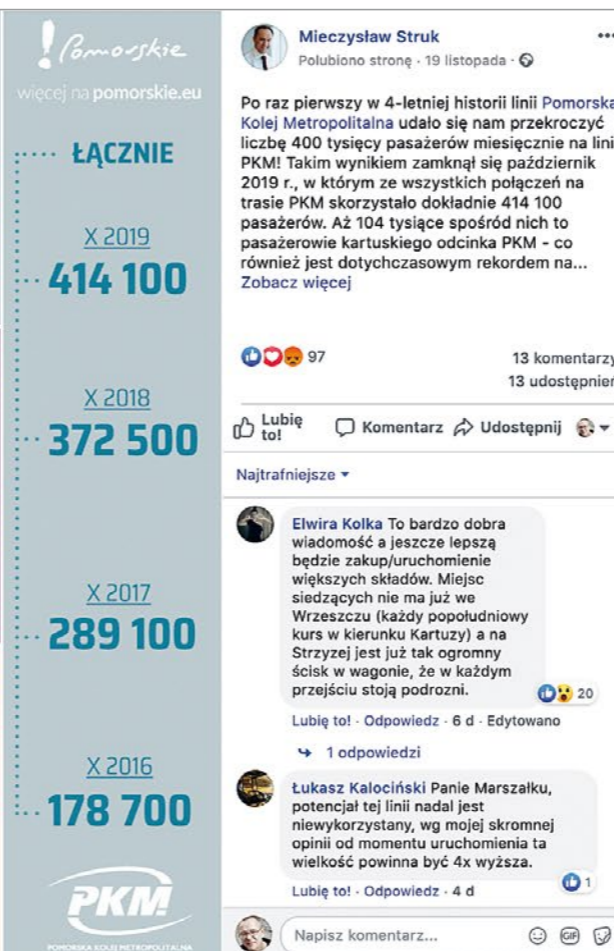 Pomorskie
więcej na pomorskie.eu
ŁĄCZNIE
X 2019
414 100
X 2018
372 500
X 2017
289 100
X 2016
178 700
PKM
POMORSKA KOLEJ METROPOLITALNA
Mieczysław Struk
Polubiono stronę · 19 listopada ·
Po raz pierwszy w 4-letniej historii linii Pomorska
Kolej Metropolitalna udało się nam przekroczyć
liczbę 400 tysięcy pasażerów miesięcznie na linii
PKM! Takim wynikiem zamknął się październik
2019 r., w którym ze wszystkich połączeń na
trasie PKM skorzystało dokładnie 414 100
pasażerów. Aż 104 tysiące spośród nich to
pasażerowie kartuskiego odcinka PKM - co
również jest dotychczasowym rekordem na...
Zobacz więcej
97
13 komentarzy
13 udostępnień
Lubię to! Komentarz Udostępnij
Najtrafniejsze
Elwira Kolka To bardzo dobra
wiadomość a jeszcze lepszą
będzie zakup/uruchomienie
większych składów. Miejsc
siedzących nie ma już we
Wrzeszczu (każdy popołudniowy
kurs w kierunku Kartuzy) a na
Strzyzej jest już tak ogromny
ścisk w wagonie, że w każdym
przejściu stoją podrozni.
20
Lubię to! · Odpowiedz · 6 d · Edytowano
1 odpowiedzi
Łukasz Kalociński Panie Marszałku,
potencjał tej linii nadal jest
niewykorzystany, wg mojej skromnej
opinii od momentu uruchomienia ta
wielkość powinna być 4x wyższa.
1
Lubię to! · Odpowiedz · 4 d
Napisz komentarz...
GIF